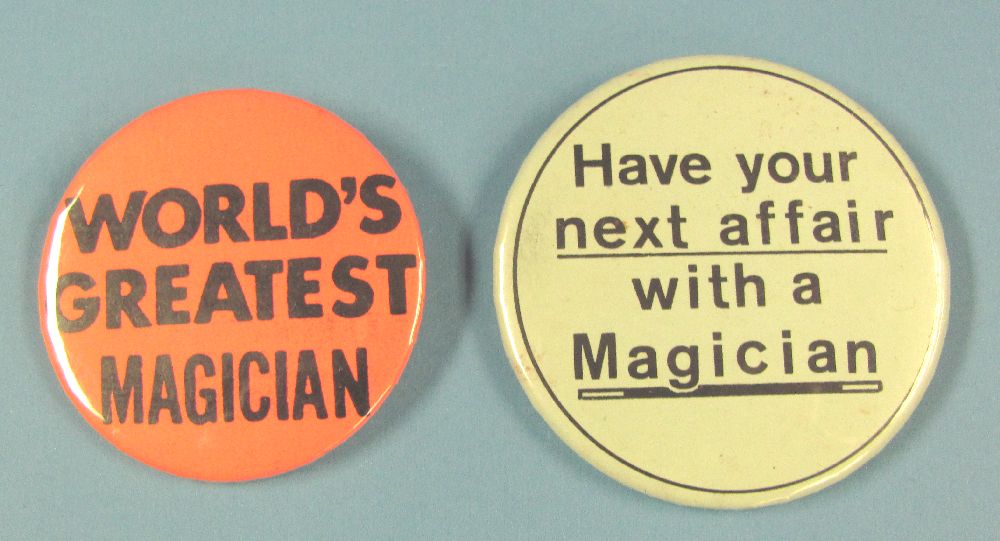 WORLD'S
GREATEST
MAGICIAN
Have your
next affair
with a
Magician